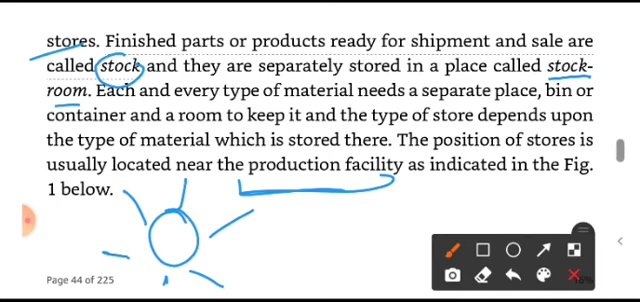 stores. Finished parts or products ready for shipment and sale are
called stock and they are separately stored in a place called stock-
room. Each and every type of material needs a separate place, bin or
container and a room to keep it and the type of store depends upon
the type of material which is stored there. The position of stores is
usually located near the production facility as indicated in the Fig.
1 below.
Page 44 of 225